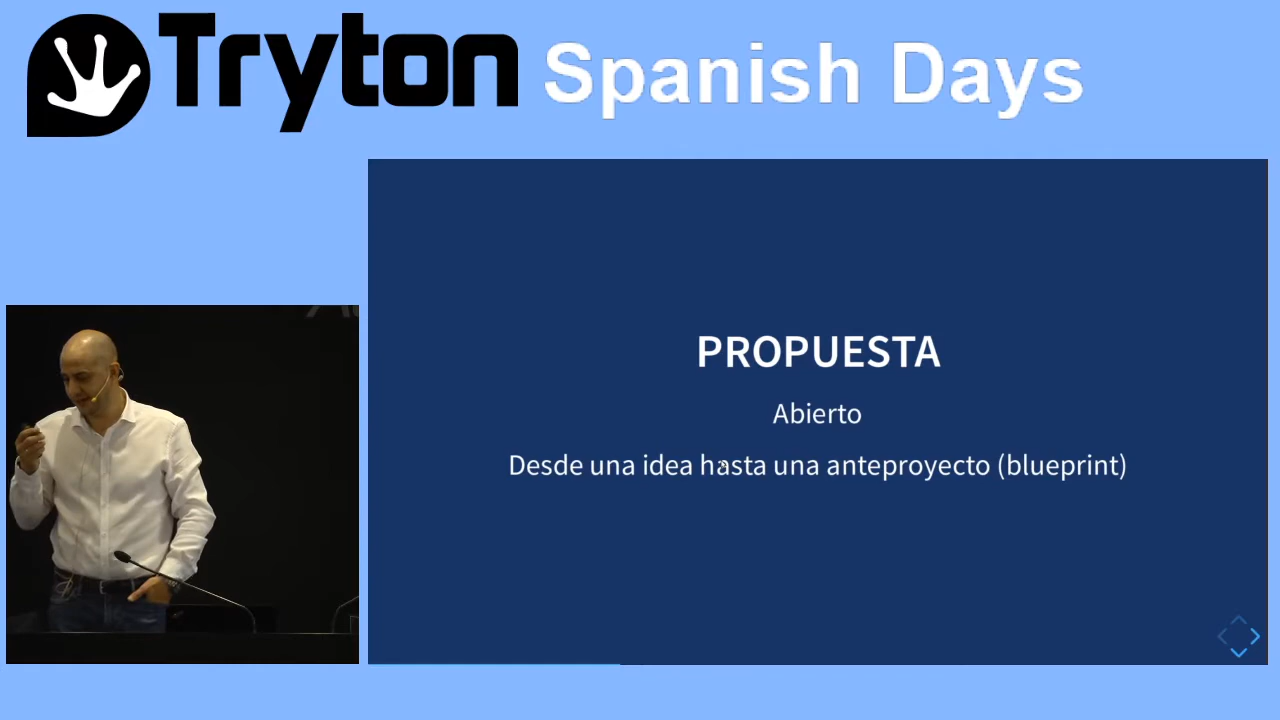 Tryton Spanish Days
PROPUESTA
Abierto
Desde una idea hasta una anteproyecto (blueprint)